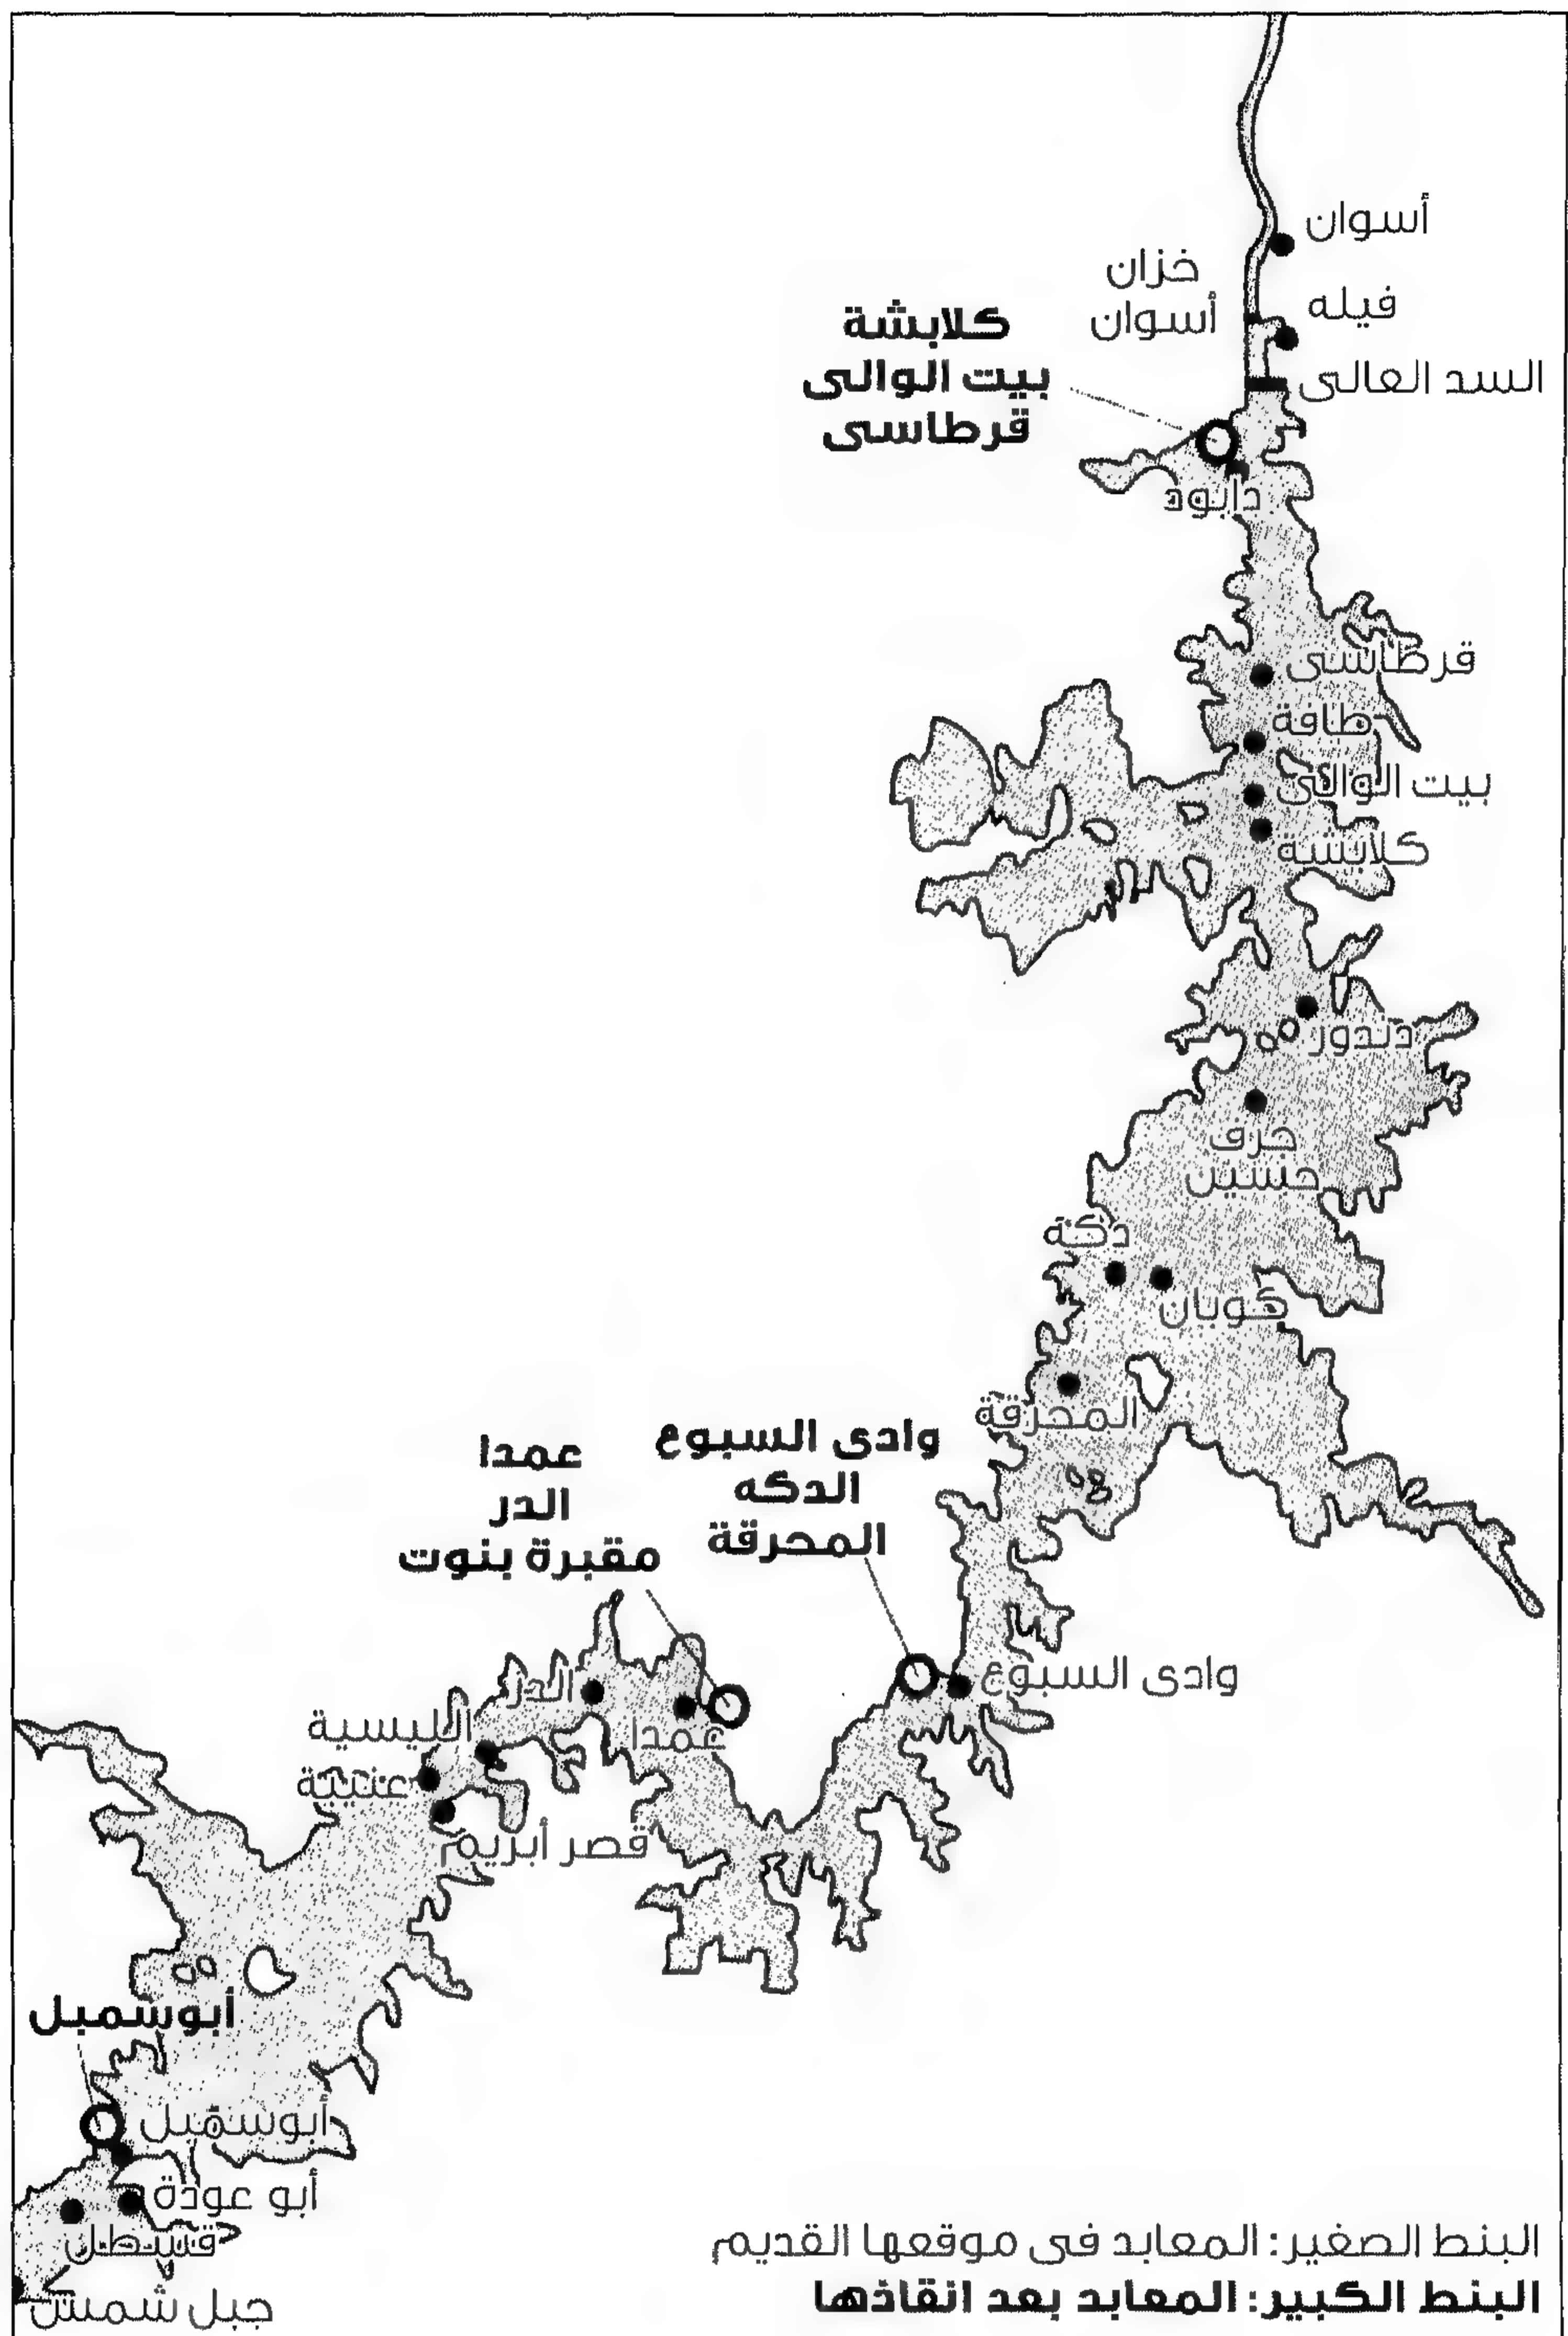 أسوان
خزان
أسوان
فيله
السد العالى
كلابشة
بيت الوالى
قرطاسى
دابود
قرطاسى
طافة
بيت الوالى
كلابشة
دندور
جرف
حسين
دكة
كوبان
المحرقة
وادى السبوع
الدكه
المحرقة
عمدا
الدر
مقبرة بنوت
وادى السبوع
الدر
عمدا
الليسية
عنيبة
قصر أبريم
أبوسمبل
أبوسمبل
أبو عودة
قسطل
جبل شمس
البنط الصغير: المعابد فى موقعها القديم
البنط الكبير: المعابد بعد انقاذها